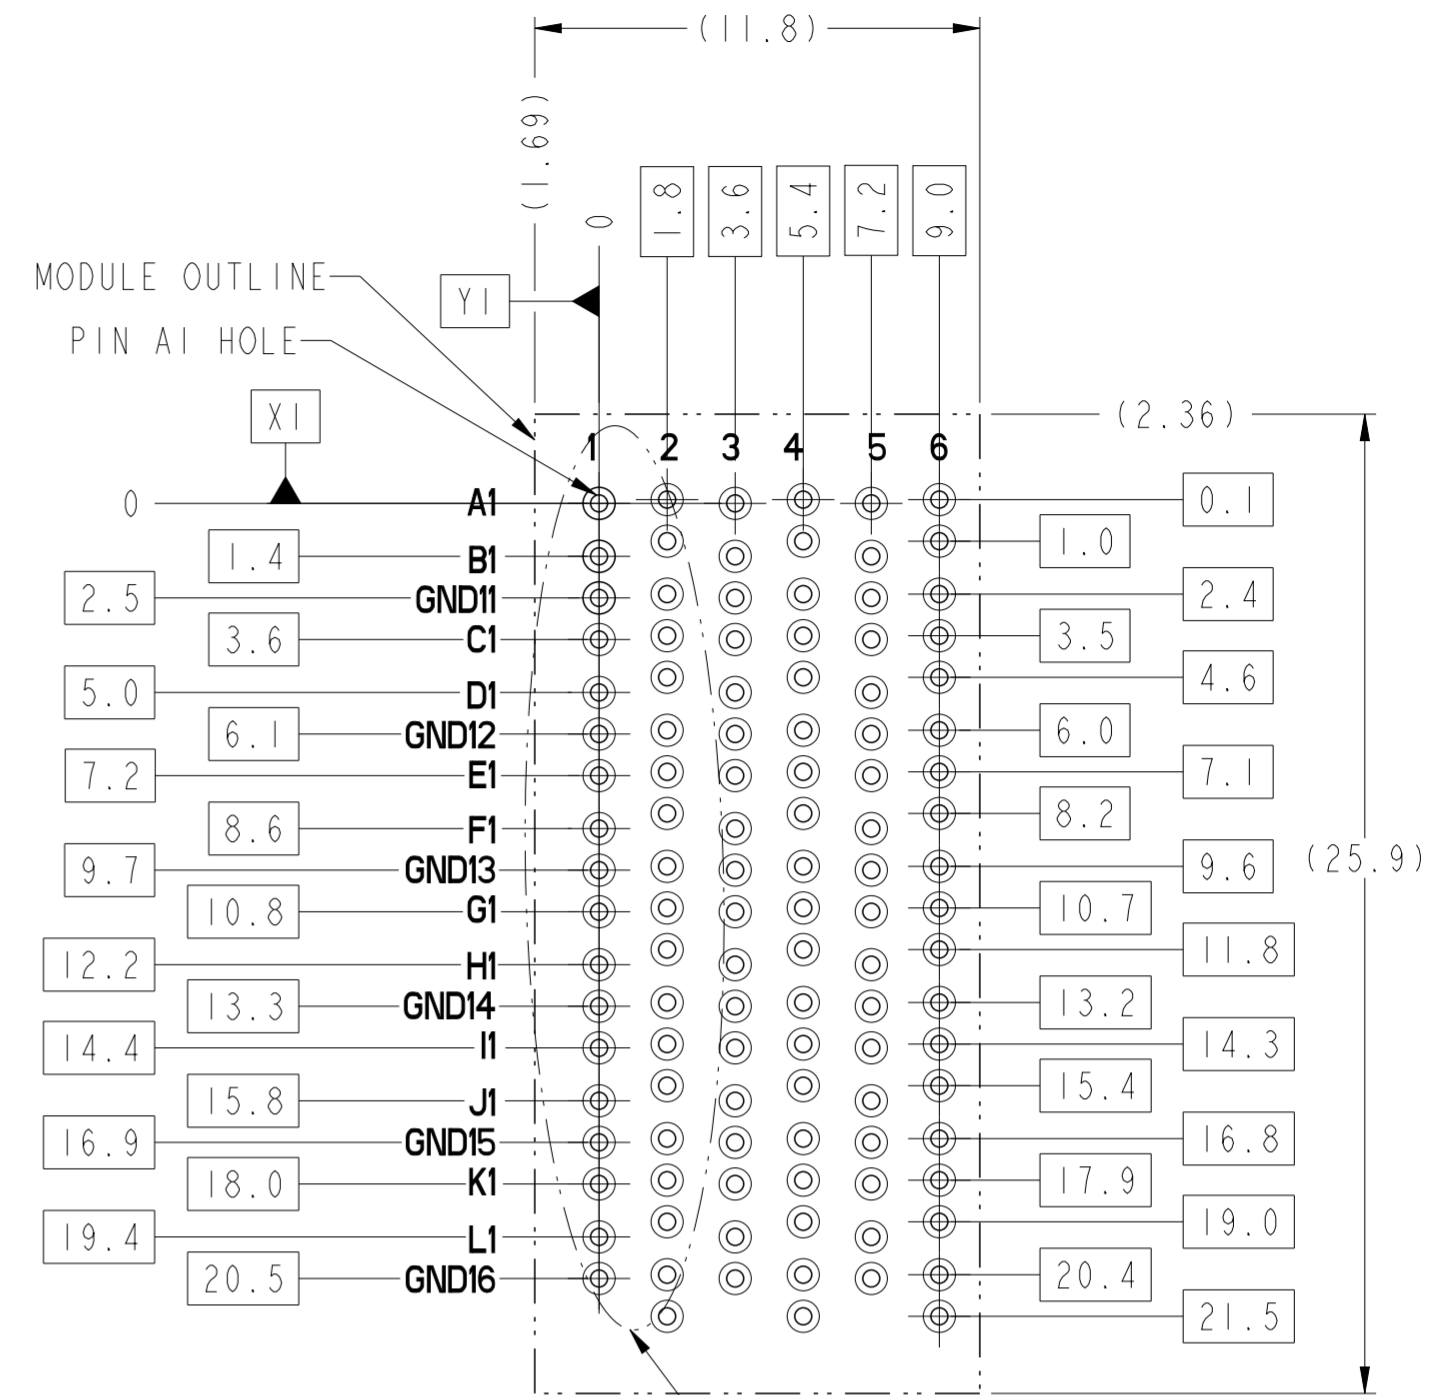 (11.8)
(1.69)
0
1.8
3.6
5.4
7.2
9.0
MODULE OUTLINE
Y1
PIN A1 HOLE
X1
(2.36)
1 2 3 4 5 6
0 A1 0.1
1.4 B1 1.0
2.5 GND11 2.4
3.6 C1 3.5
5.0 D1 4.6
6.1 GND12 6.0
7.2 E1 7.1
8.6 F1 8.2
9.7 GND13 9.6
(25.9)
10.8 G1 10.7
12.2 H1 11.8
13.3 GND14 13.2
14.4 I1 14.3
15.8 J1 15.4
16.9 GND15 16.8
18.0 K1 17.9
19.4 L1 19.0
20.5 GND16 20.4
21.5